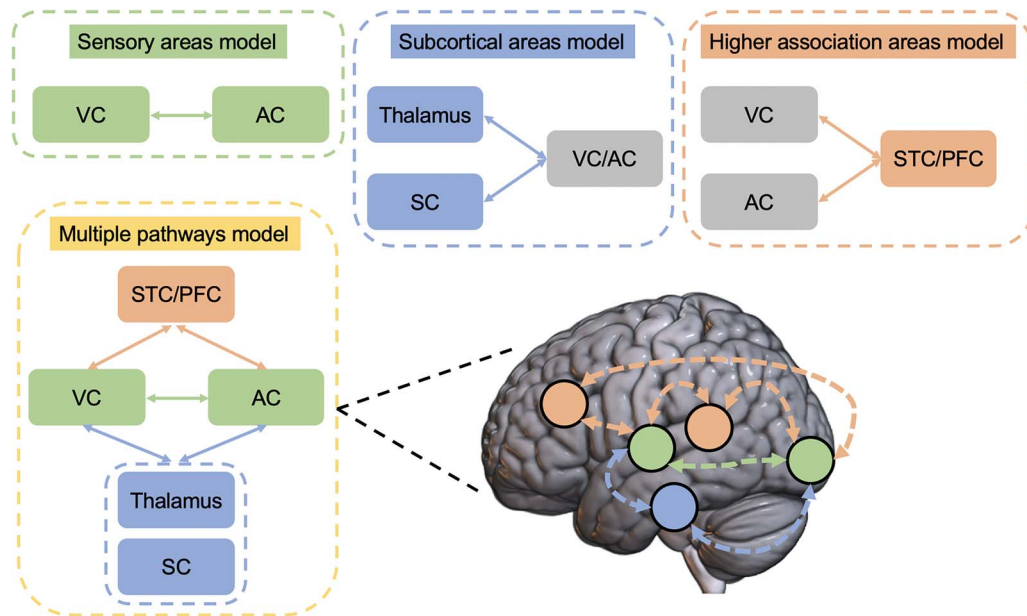 Sensory areas model
VC
AC
Subcortical areas model
Thalamus
VC/AC
SC
Higher association areas model
VC
STC/PFC
AC
Multiple pathways model
STC/PFC
VC
AC
Thalamus
SC